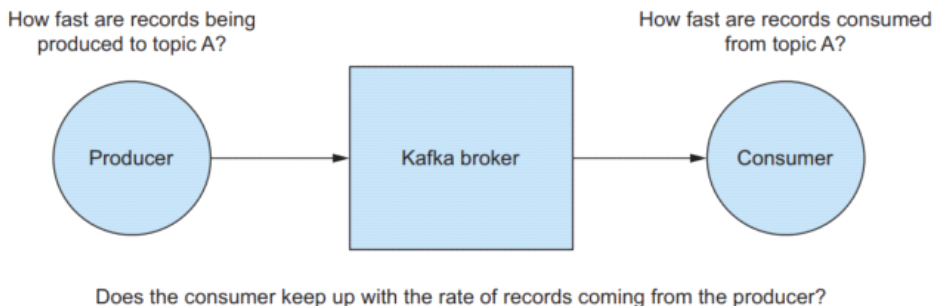 How fast are records being
produced to topic A?
How fast are records consumed
from topic A?
Producer
Kafka broker
Consumer
Does the consumer keep up with the rate of records coming from the producer?